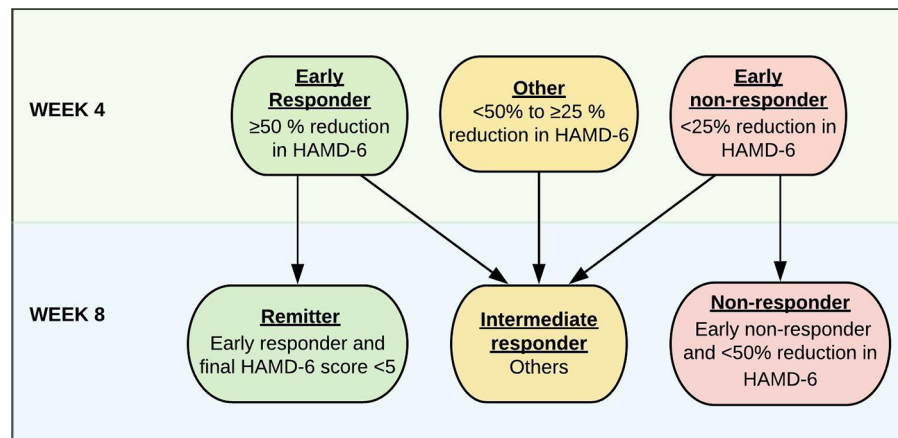 WEEK 4
Early
Responder
≥50 % reduction
in HAMD-6
Other
<50% to ≥25 %
reduction in HAMD-6
Early
non-responder
<25% reduction in
HAMD-6
WEEK 8
Remitter
Early responder and
final HAMD-6 score <5
Intermediate
responder
Others
Non-responder
Early non-responder
and <50% reduction in
HAMD-6